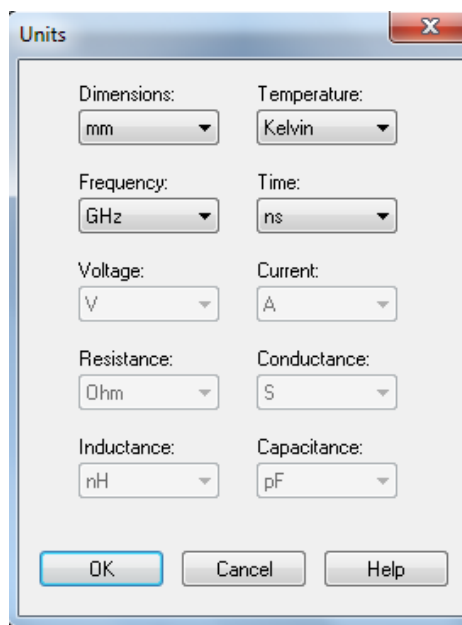 Units
Dimensions: Temperature:
mm Kelvin
Frequency: Time:
GHz ns
Voltage: Current:
V A
Resistance: Conductance:
Ohm S
Inductance: Capacitance:
nH pF
OK Cancel Help